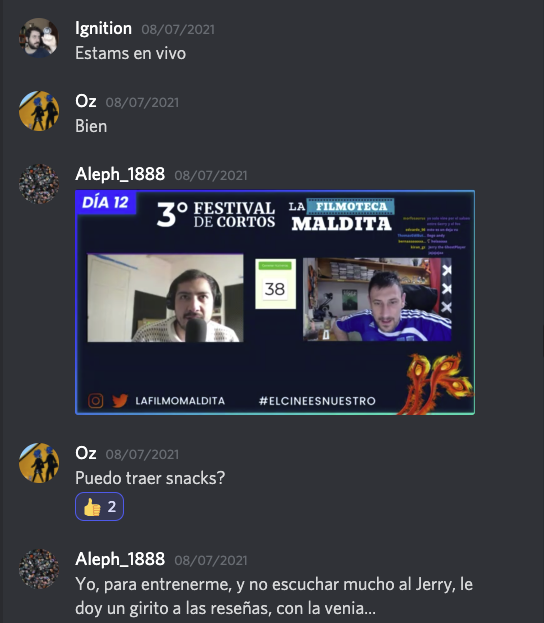 Ignition 08/07/2021
Estams en vivo
Oz 08/07/2021
Bien
Aleph_1888 08/07/2021
DÍA 12
3° FESTIVAL
DE CORTOS
LA FILMOTECA
MALDITA
38
LAFILMOMALDITA
#ELCINEESNUESTRO
Oz 08/07/2021
Puedo traer snacks?
2
Aleph_1888 08/07/2021
Yo, para entrenerme, y no escuchar mucho al Jerry, le
doy un girito a las reseñas, con la venia...